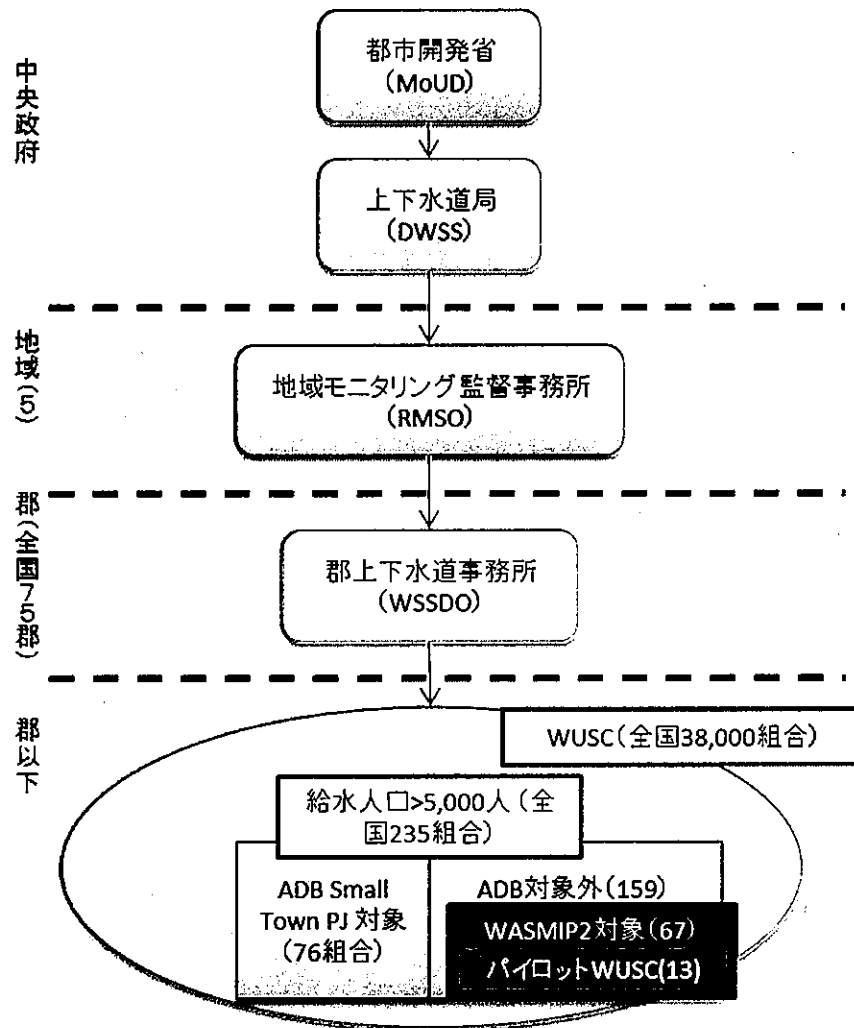 中央政府
都市開発省
(MoUD)
上下水道局
(DWSS)
地域(5)
地域モニタリング監督事務所
(RMSO)
郡(全国75郡)
郡上下水道事務所
(WSSDO)
郡以下
WUSC(全国38,000組合)
給水人口>5,000人(全
国235組合)
ADB Small
Town PJ 対象
(76組合)
ADB対象外(159)
WASMIP2対象(67)
パイロットWUSC(13)